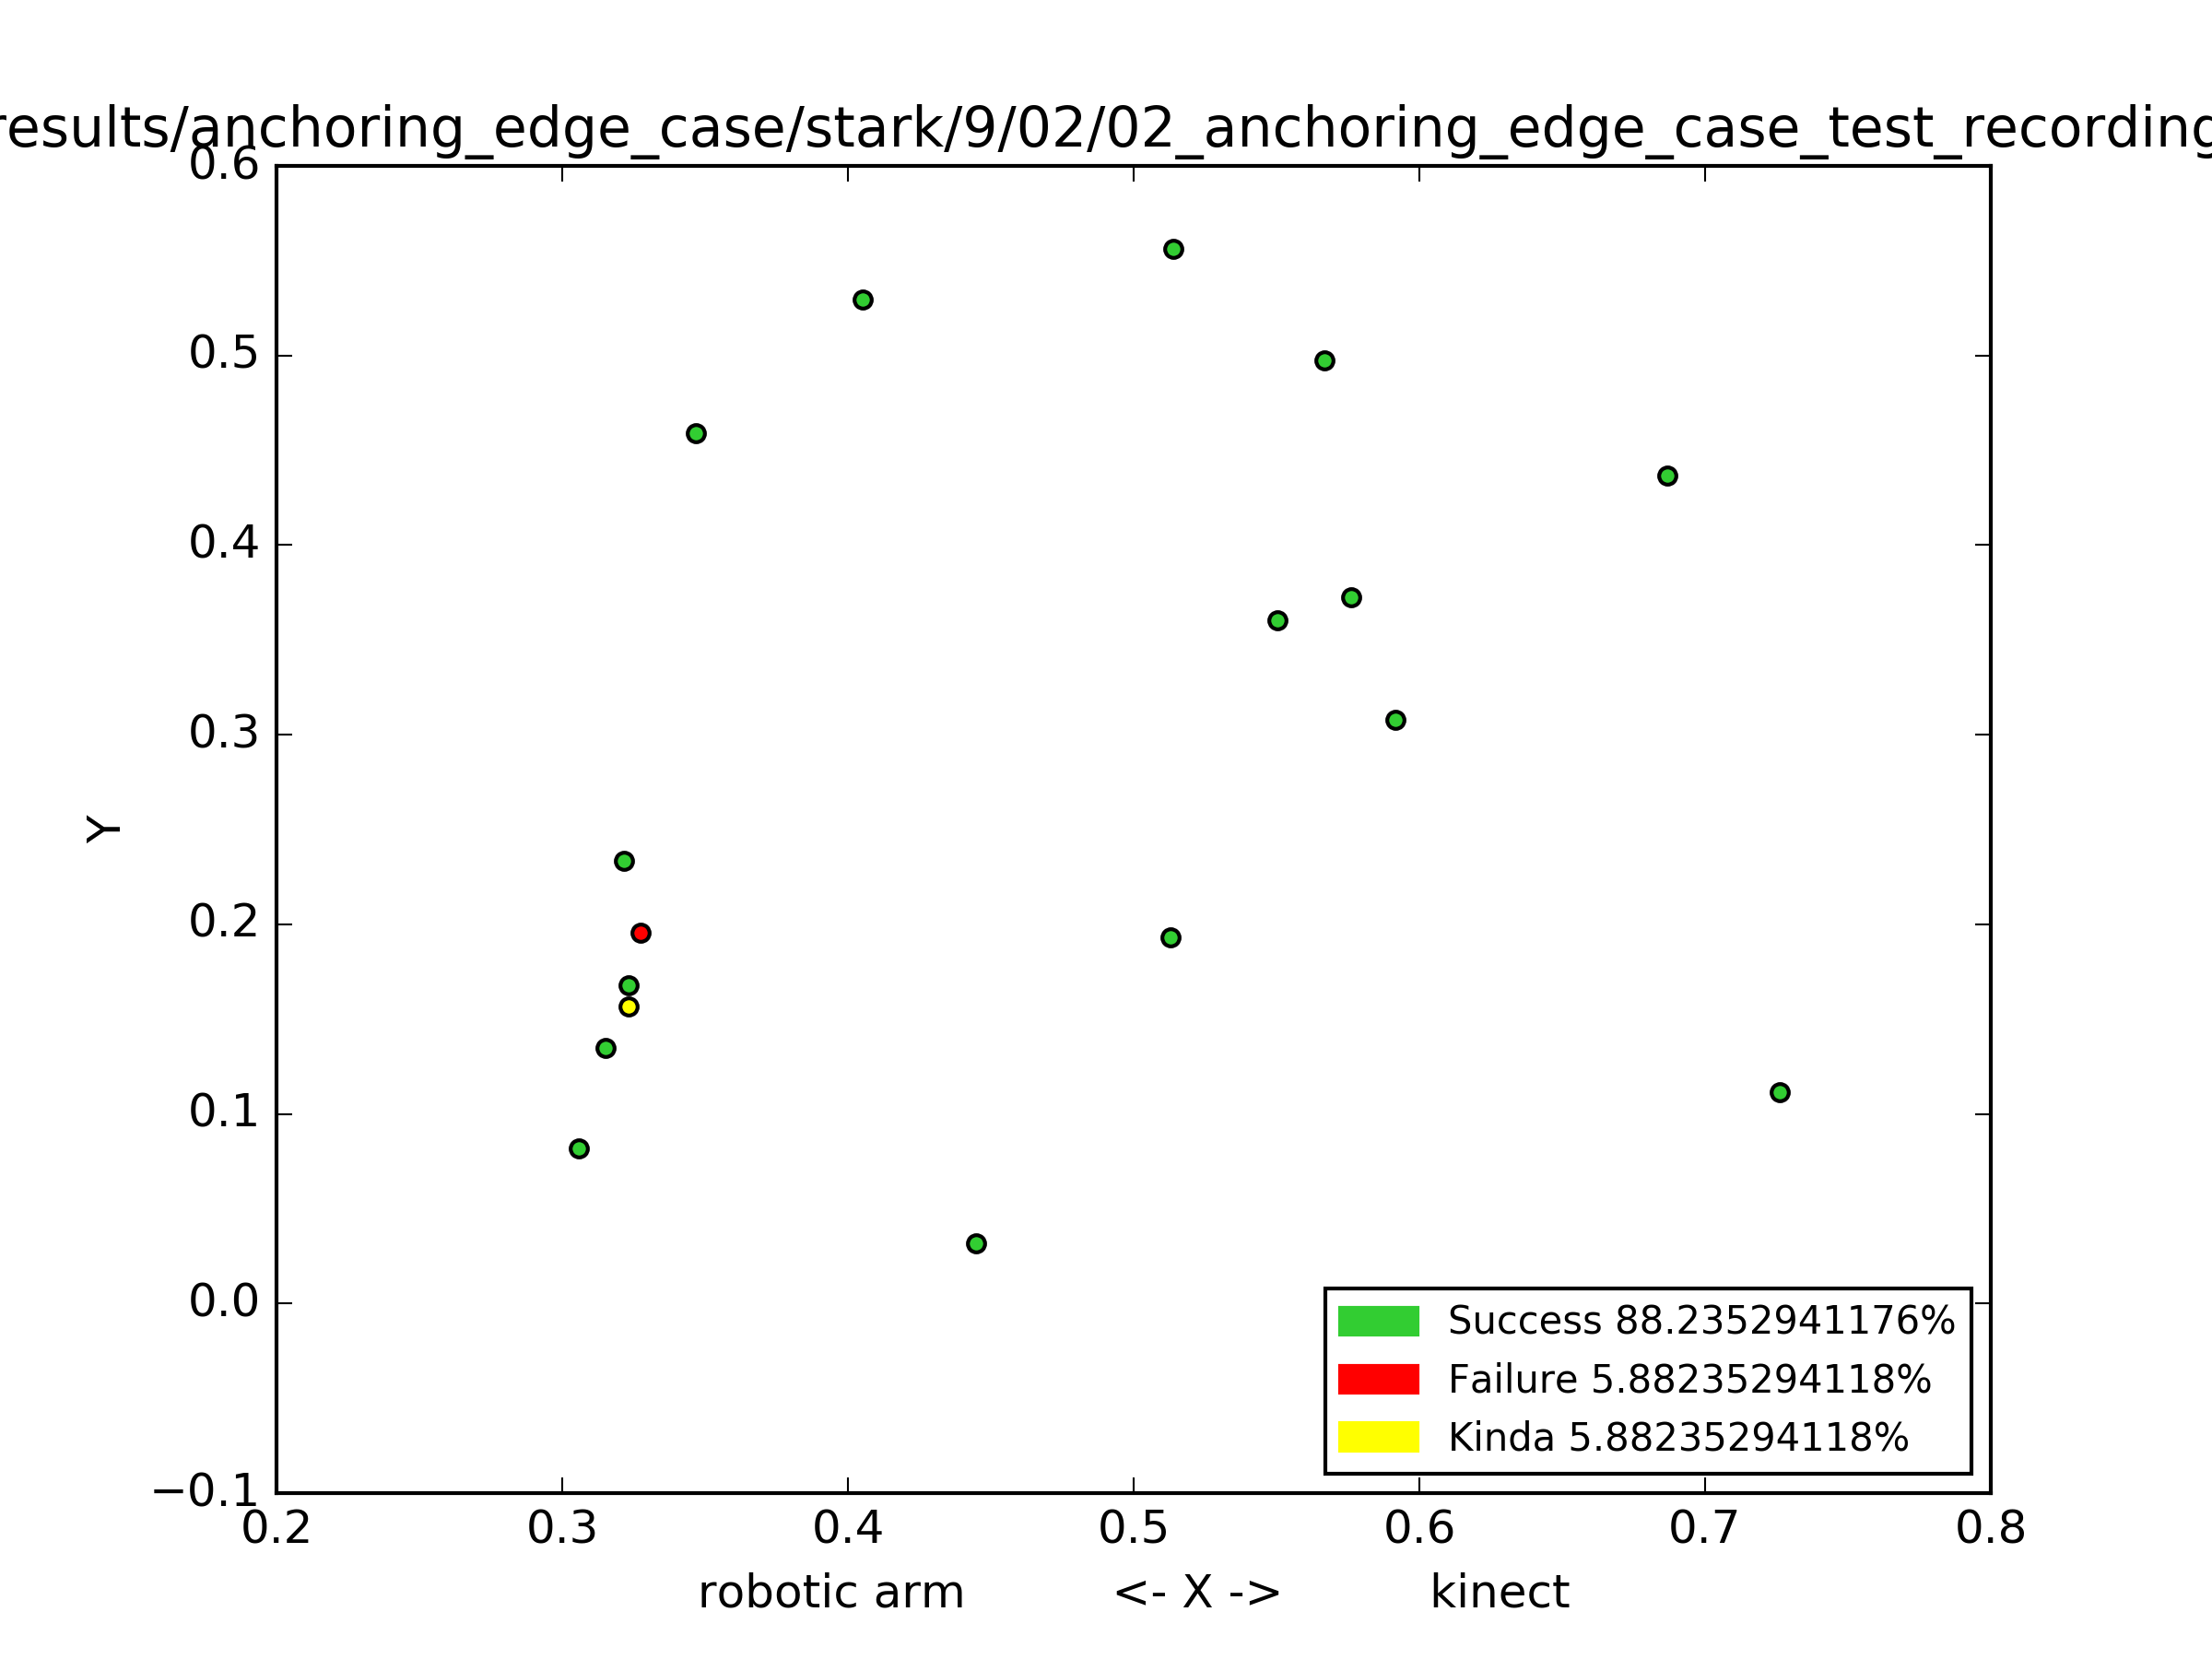 results/anchoring_edge_case/stark/9/02/02_anchoring_edge_case_test_recording
0.6
0.5
0.4
0.3
0.2
0.1
0.0
−0.1
Y
0.2 0.3 0.4 0.5 0.6 0.7 0.8
robotic arm <- X -> kinect
Success 88.2352941176%
Failure 5.88235294118%
Kinda 5.88235294118%